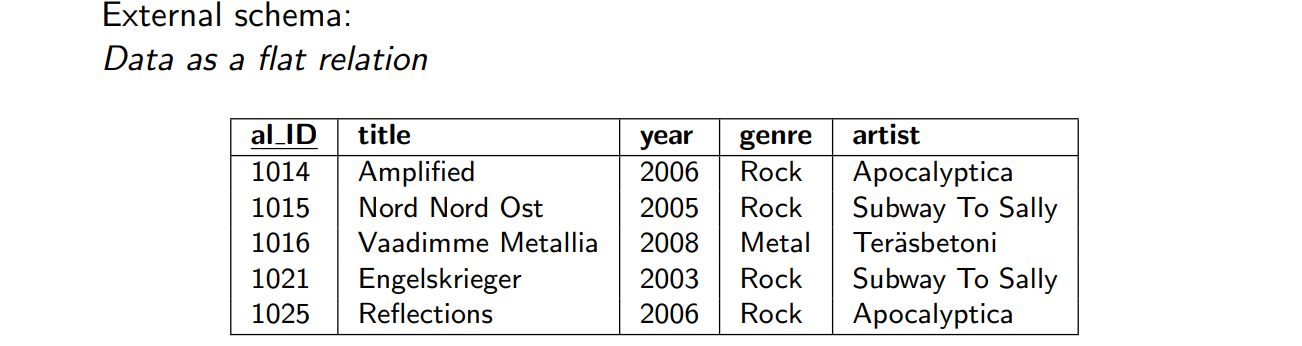 External schema:
Data as a flat relation
al_ID title year genre artist
1014 Amplified 2006 Rock Apocalyptica
1015 Nord Nord Ost 2005 Rock Subway To Sally
1016 Vaadimme Metallia 2008 Metal Teräsbetoni
1021 Engelskrieger 2003 Rock Subway To Sally
1025 Reflections 2006 Rock Apocalyptica